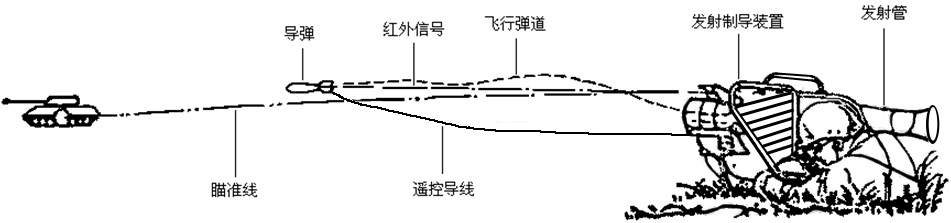 导弹
红外信号
飞行弹道
发射制导装置
发射管
瞄准线
遥控导线